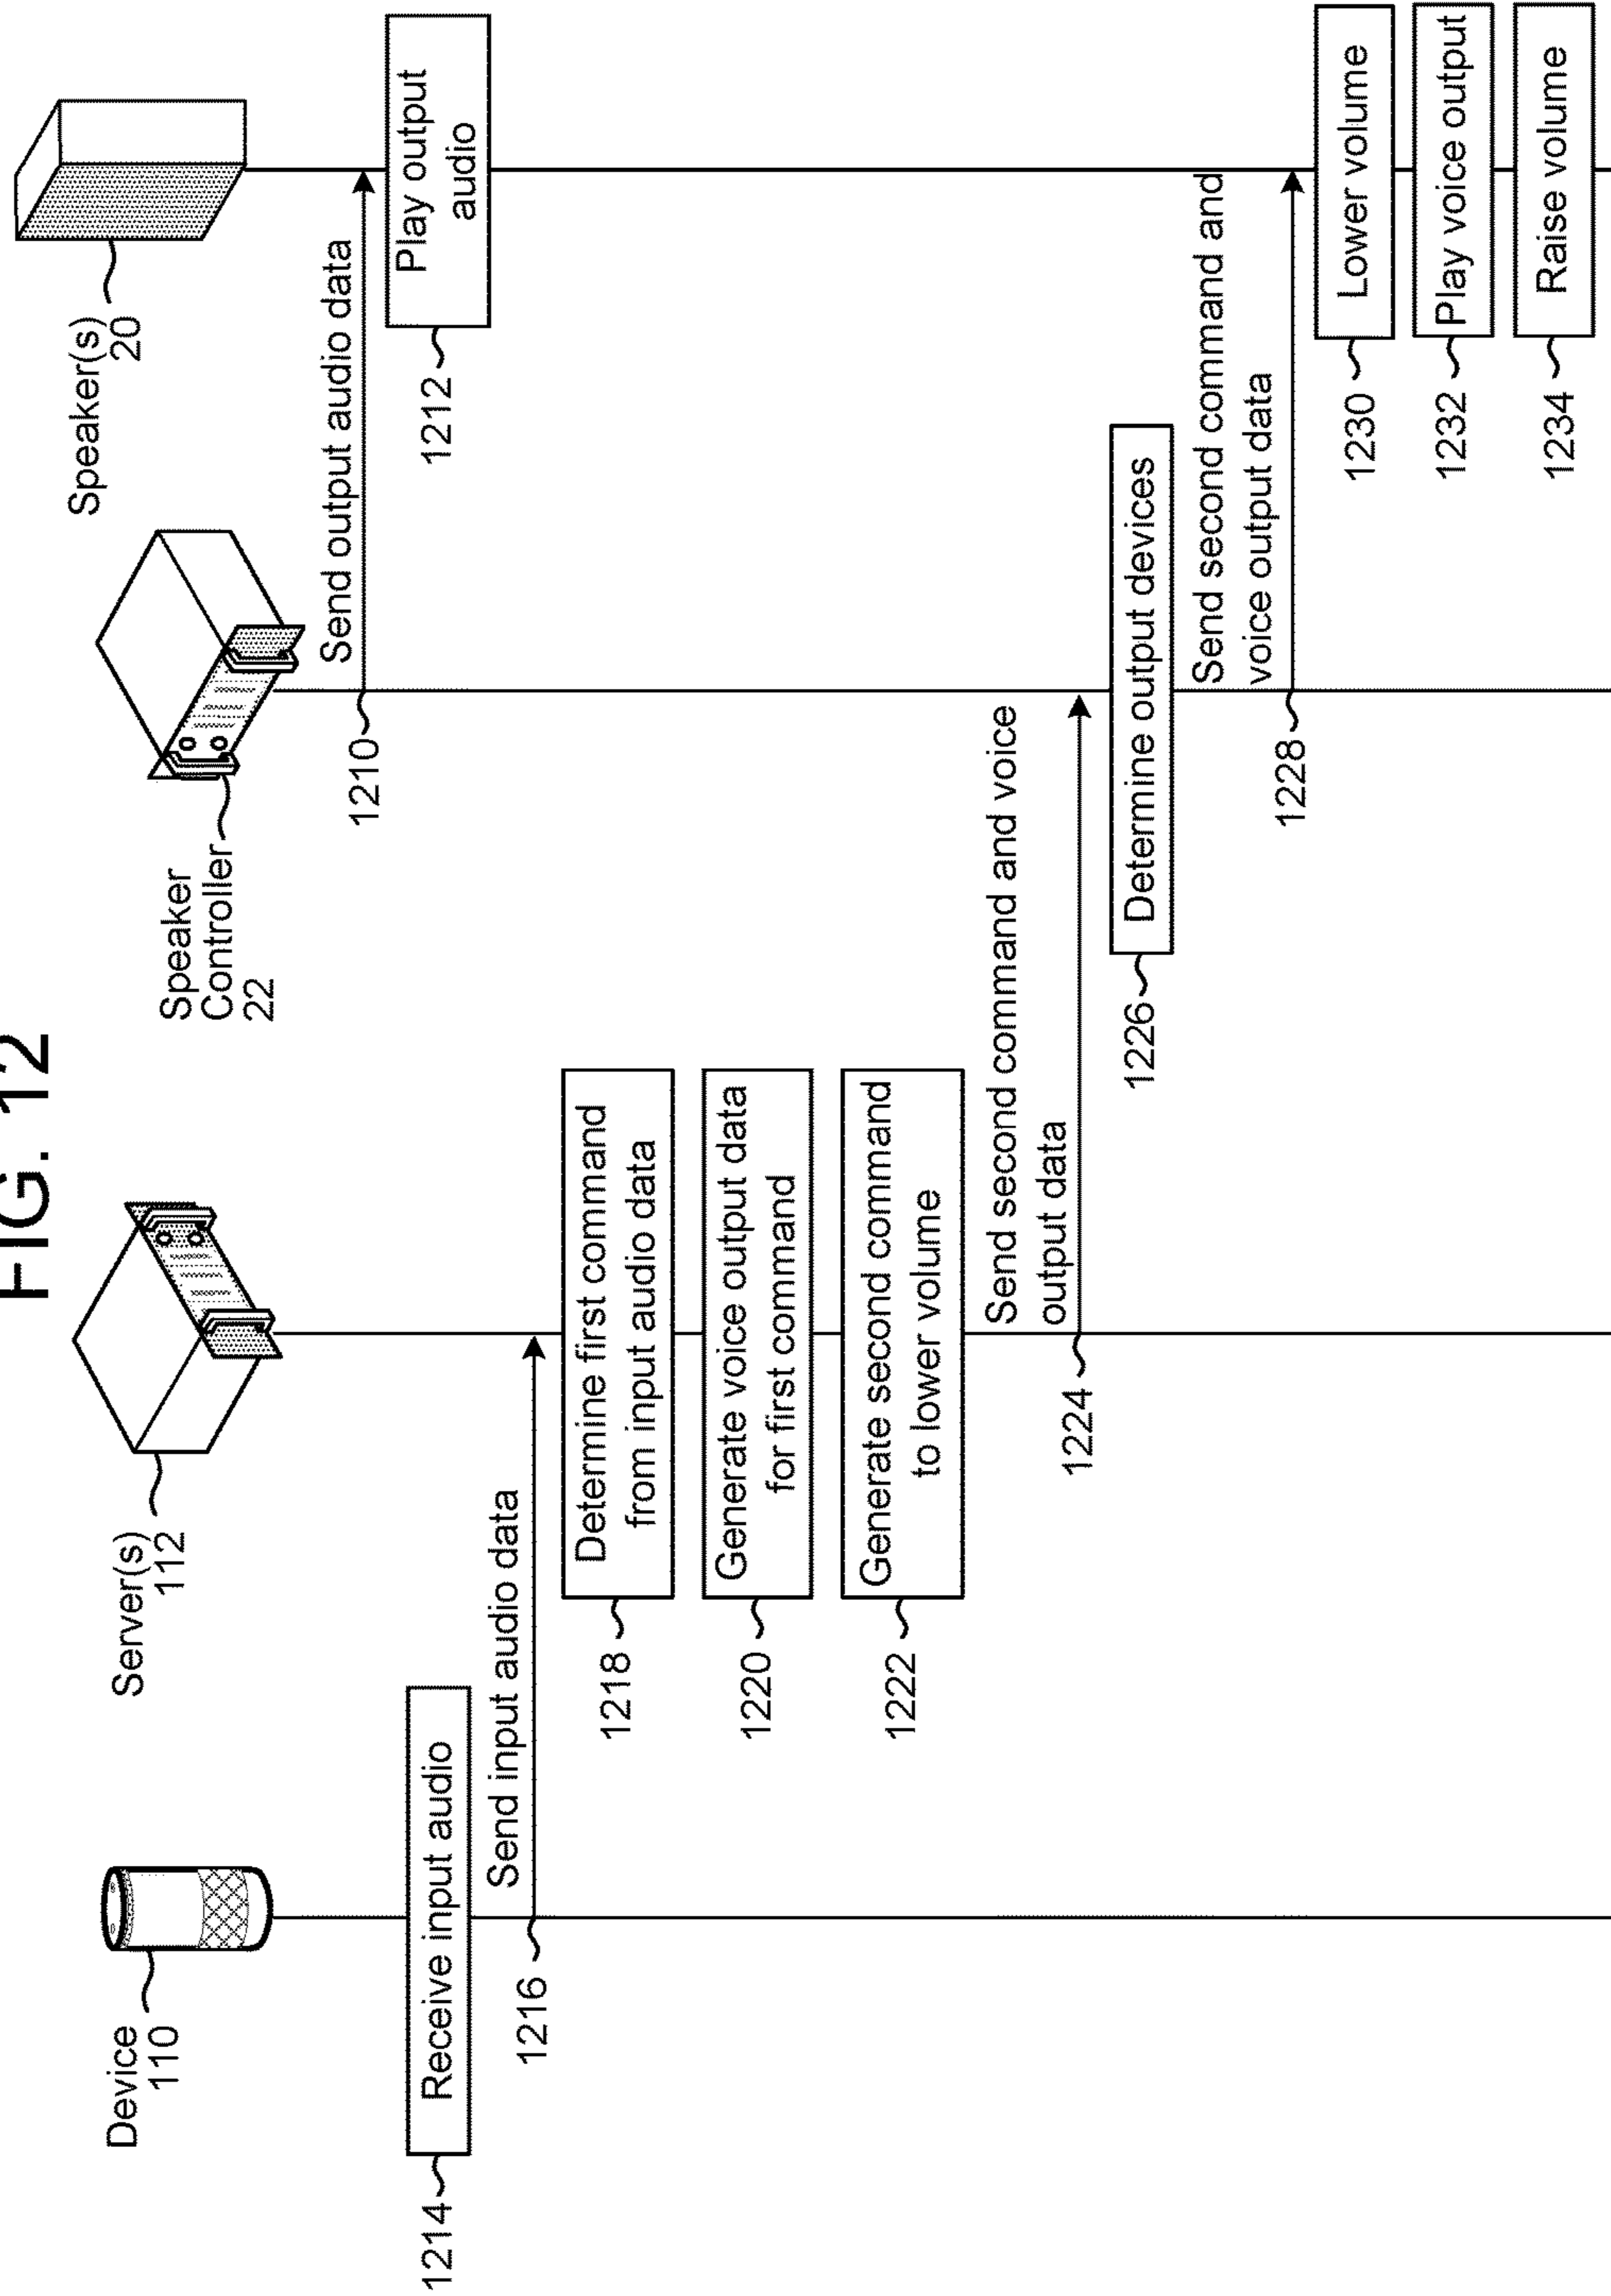 FIG. 12
Device
110
Server(s)
112
Speaker
Controller
22
Speaker(s)
20
Send output audio data
1210
Play output
audio
1212
Receive input audio
1214
Send input audio data
1216
Determine first command
from input audio data
1218
Generate voice output data
for first command
1220
Generate second command
to lower volume
1222
Send second command and voice
output data
1224
Determine output devices
1226
Send second command and
voice output data
1228
Lower volume
1230
Play voice output
1232
Raise volume
1234